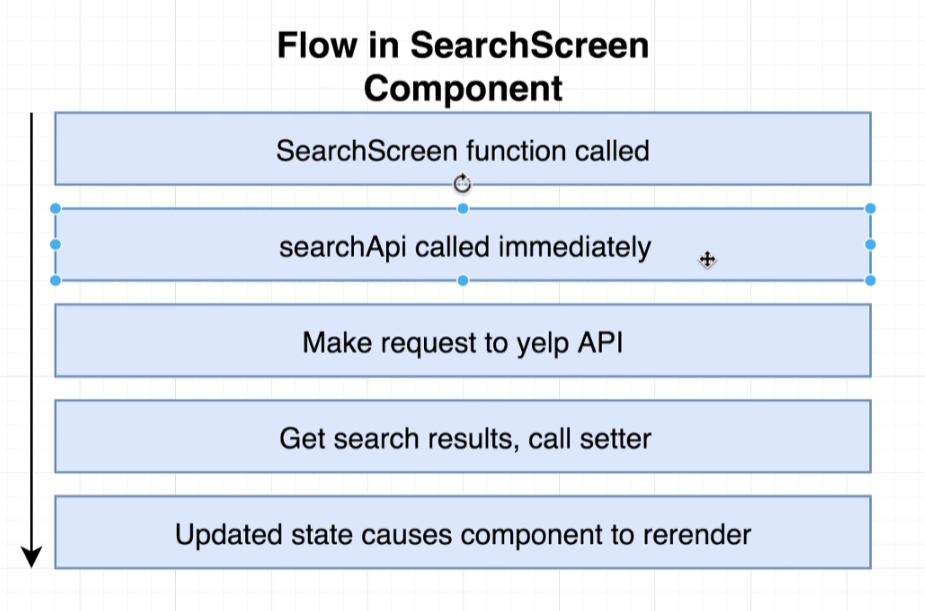 Flow in SearchScreen
Component
SearchScreen function called
searchApi called immediately
Make request to yelp API
Get search results, call setter
Updated state causes component to rerender